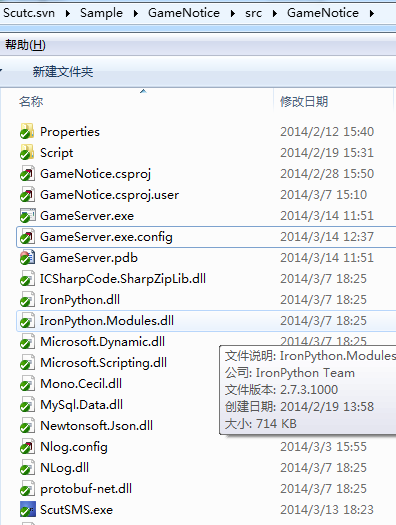 Scutc.svn ▸ Sample ▸ GameNotice ▸ src ▸ GameNotice ▸
帮助(H)
新建文件夹
名称 修改日期
Properties 2014/2/12 15:40
Script 2014/2/19 15:31
GameNotice.csproj 2014/2/28 15:50
GameNotice.csproj.user 2014/3/7 15:10
GameServer.exe 2014/3/14 11:51
GameServer.exe.config 2014/3/14 12:37
GameServer.pdb 2014/3/14 11:51
ICSharpCode.SharpZipLib.dll 2014/3/7 18:25
IronPython.dll 2014/3/7 18:25
IronPython.Modules.dll 2014/3/7 18:25
Microsoft.Dynamic.dll
Microsoft.Scripting.dll
Mono.Cecil.dll
MySql.Data.dll
Newtonsoft.Json.dll
文件说明: IronPython.Modules
公司: IronPython Team
文件版本: 2.7.3.1000
创建日期: 2014/2/19 13:58
大小: 714 KB
Nlog.config 2014/3/3 15:55
NLog.dll 2014/3/7 18:25
protobuf-net.dll 2014/3/7 18:25
ScutSMS.exe 2014/3/13 18:23